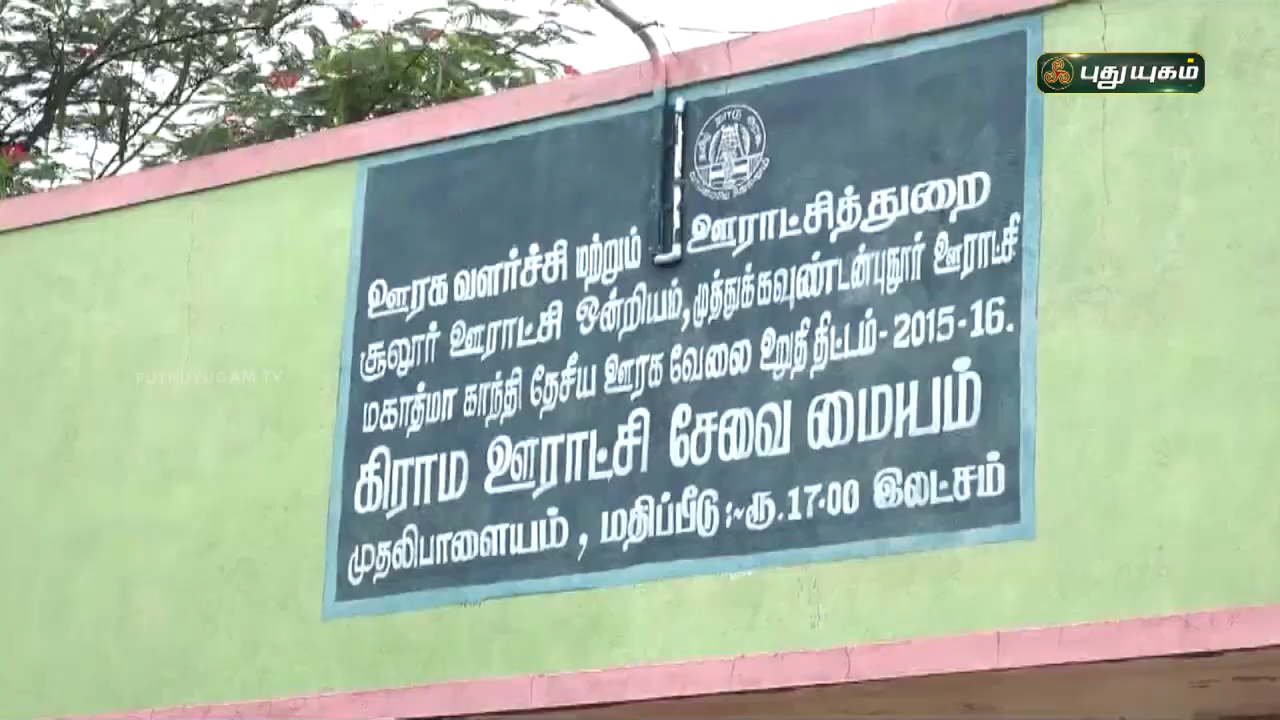 புதுயுகம்
ஊரக வளர்ச்சி மற்றும் ஊராட்சித்துறை
சூலூர் ஊராட்சி ஒன்றியம், முத்துக்கவுண்டன்புதூர் ஊராட்சி
மகாத்மா காந்தி தேசீய ஊரக வேலை உறுதி திட்டம் - 2015-16.
கிராம ஊராட்சி சேவை மையம்
முதலிபாளையம் , மதிப்பீடு :~ ரூ. 17.00 இலட்சம்
PUTHUYUGAM TV